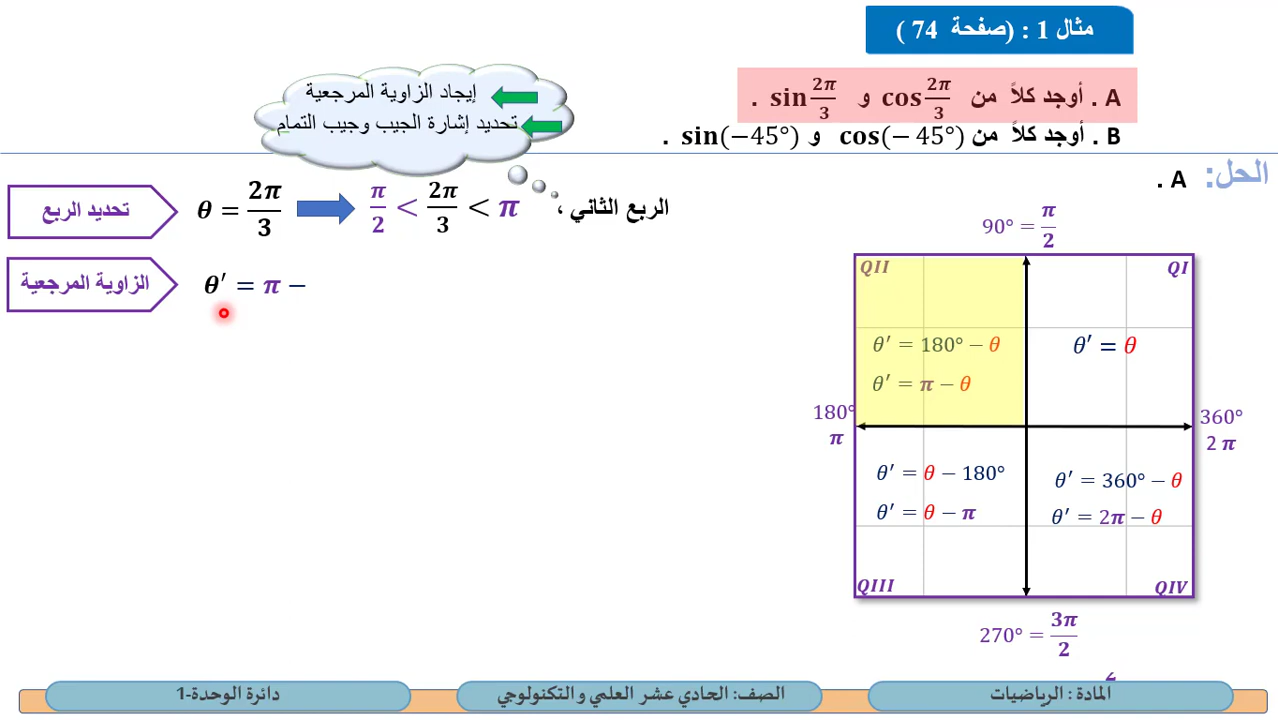 مثال 1 : (صفحة 74 )
A . أوجد كلاً من cos 2π/3 و sin 2π/3 .
B . أوجد كلاً من cos(− 45°) و sin(−45°) .
إيجاد الزاوية المرجعية
تحديد إشارة الجيب وجيب التمام
الحل:
A .
تحديد الربع
θ = 2π/3
π/2 < 2π/3 < π
الربع الثاني ،
الزاوية المرجعية
θ′ = π −
90° = π/2
QII
QI
θ′ = 180° − θ
θ′ = π − θ
θ′ = θ
180°
π
360°
2 π
θ′ = θ − 180°
θ′ = θ − π
θ′ = 360° − θ
θ′ = 2π − θ
QIII
QIV
270° = 3π/2
المادة : الرياضيات
الصف: الحادي عشر العلمي والتكنولوجي
دائرة الوحدة-1